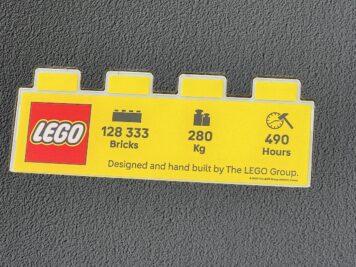 LEGO
128 333
Bricks
280
Kg
490
Hours
Designed and hand built by The LEGO Group.